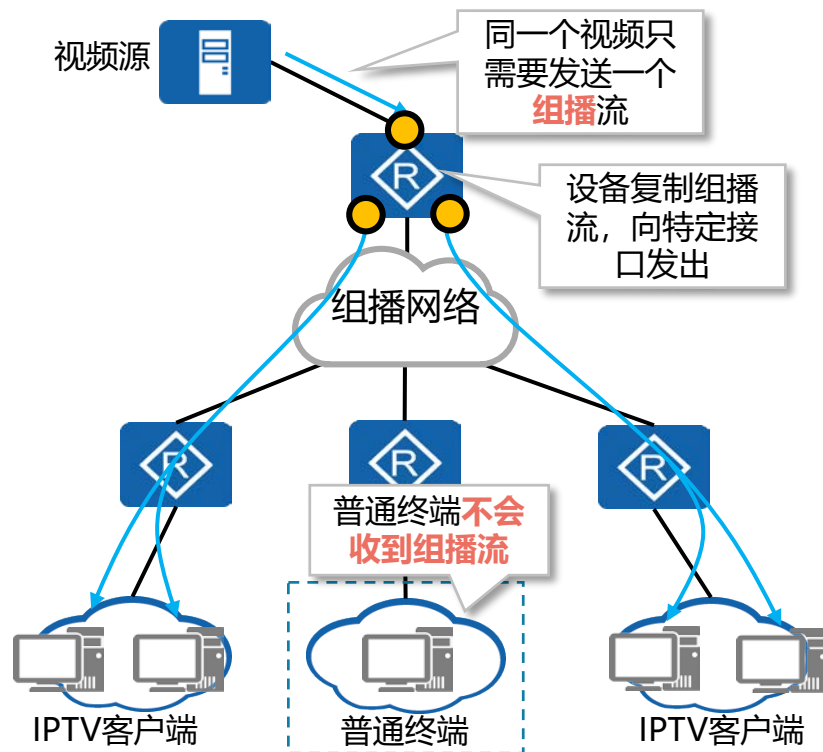 视频源
同一个视频只
需要发送一个
组播流
R
设备复制组播
流，向特定接
口发出
组播网络
R
R
R
普通终端不会
收到组播流
IPTV客户端
普通终端
IPTV客户端